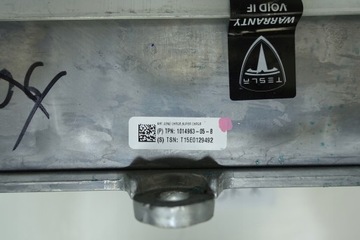 WARRANTY
VOID IF
TESLA
(P) TPN: 1014963-05-B
(S) TSN: T15E0129492